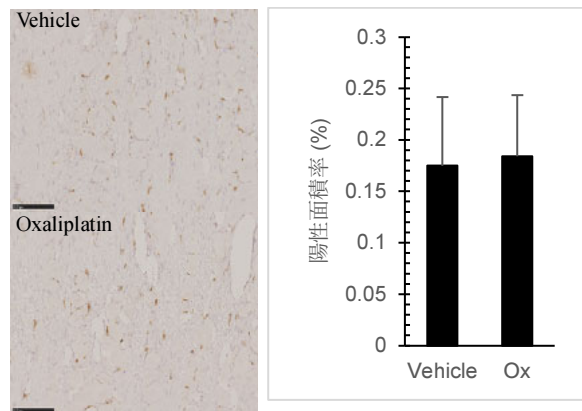 Vehicle
Oxaliplatin
陽性面積率 (%)
0.3
0.25
0.2
0.15
0.1
0.05
0
Vehicle
Ox